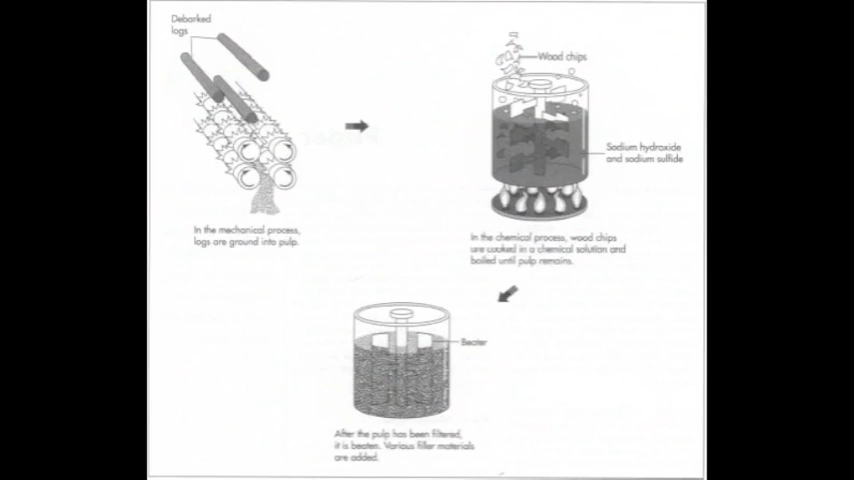 Debarked
logs
Wood chips
Sodium hydroxide
and sodium sulfide
In the mechanical process,
logs are ground into pulp.
In the chemical process, wood chips
are cooked in a chemical solution and
boiled until pulp remains.
Beater
After the pulp has been filtered,
it is beaten. Various filler materials
are added.